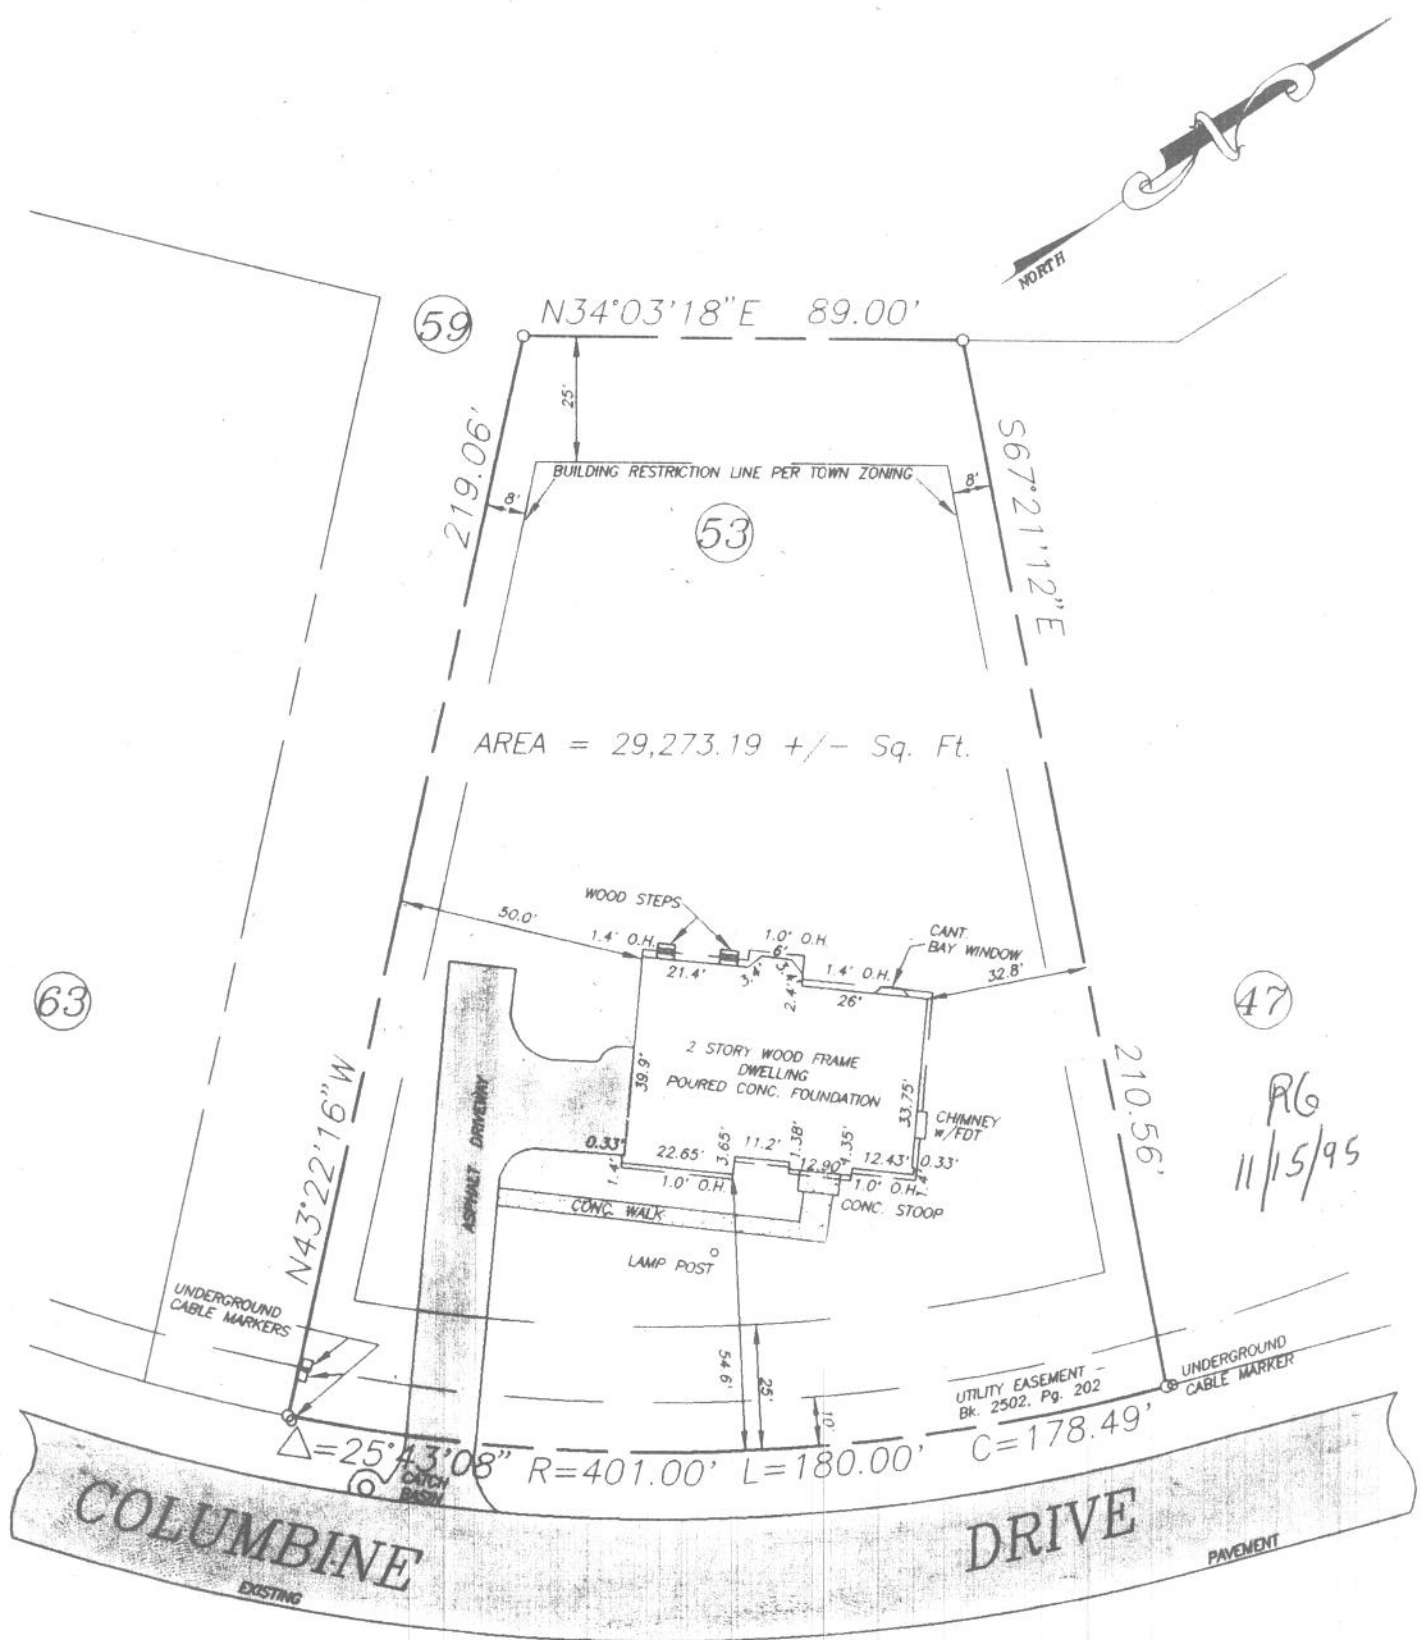 NORTH
59
N34°03'18"E 89.00'
25'
BUILDING RESTRICTION LINE PER TOWN ZONING
8'
8'
219.06'
S67°21'12"E
53
AREA = 29,273.19 +/- Sq. Ft.
WOOD STEPS
50.0'
1.4' O.H.
1.0' O.H.
6'
CANT.
BAY WINDOW
21.4'
1.4' O.H.
32.8'
2.4'
26'
63
47
2 STORY WOOD FRAME
DWELLING
POURED CONC. FOUNDATION
39.9'
33.75'
210.56'
CHIMNEY
W/FDT
RG
11/15/95
ASPHALT DRIVEWAY
N43°22'16"W
0.33'
22.65'
3.65'
11.2'
1.38'
12.90'
1.35'
12.43'
0.33'
1.4'
1.0' O.H.
1.0' O.H.
CONC. WALK
CONC. STOOP
LAMP POST
UNDERGROUND
CABLE MARKERS
54.6'
25'
10'
UTILITY EASEMENT -
Bk. 2502, Pg. 202
UNDERGROUND
CABLE MARKER
△=25°43'08" R=401.00' L=180.00' C=178.49'
CATCH
BASIN
COLUMBINE DRIVE
EXISTING
PAVEMENT